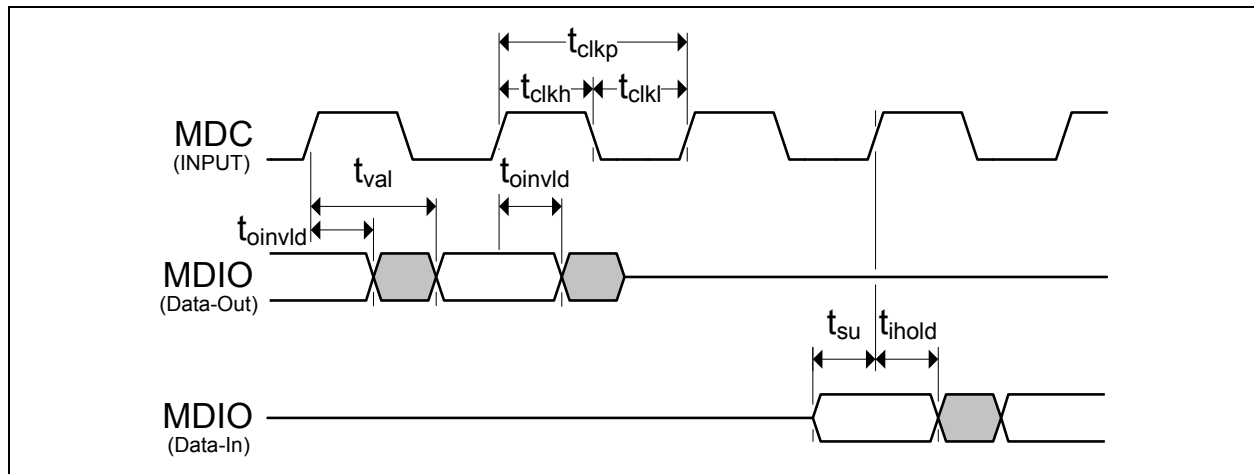 tclkp
tclkh tclkl
MDC
(INPUT)
tval
toinvld
toinvld
MDIO
(Data-Out)
tsu tihold
MDIO
(Data-In)